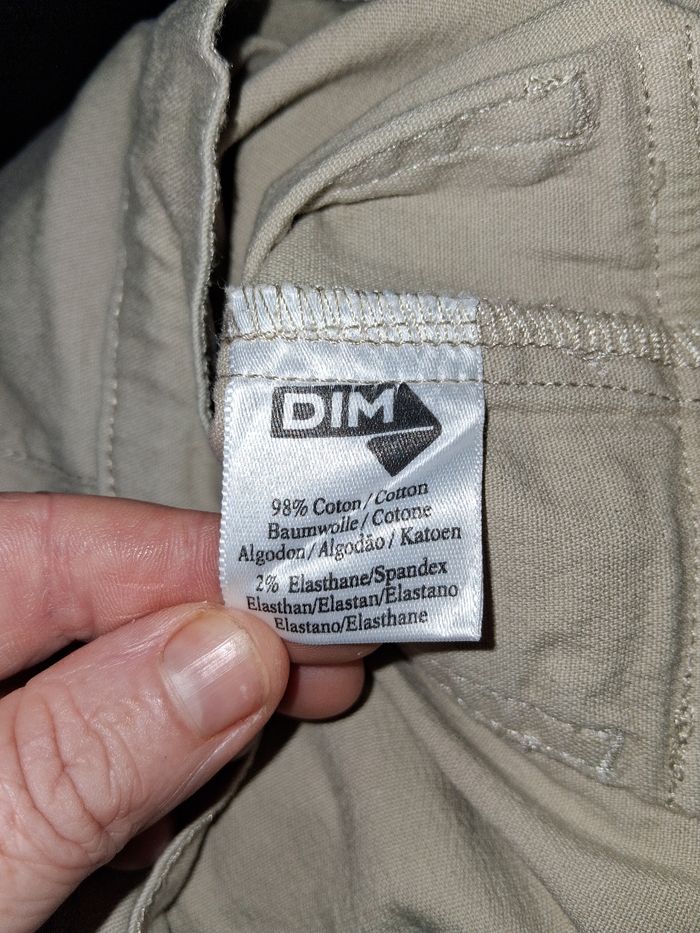 DIM
98% Coton/Cotton
Baumwolle/Cotone
Algodon/Algodão/Katoen
2% Elasthane/Spandex
Elasthan/Elastan/Elastano
Elastano/Elasthane